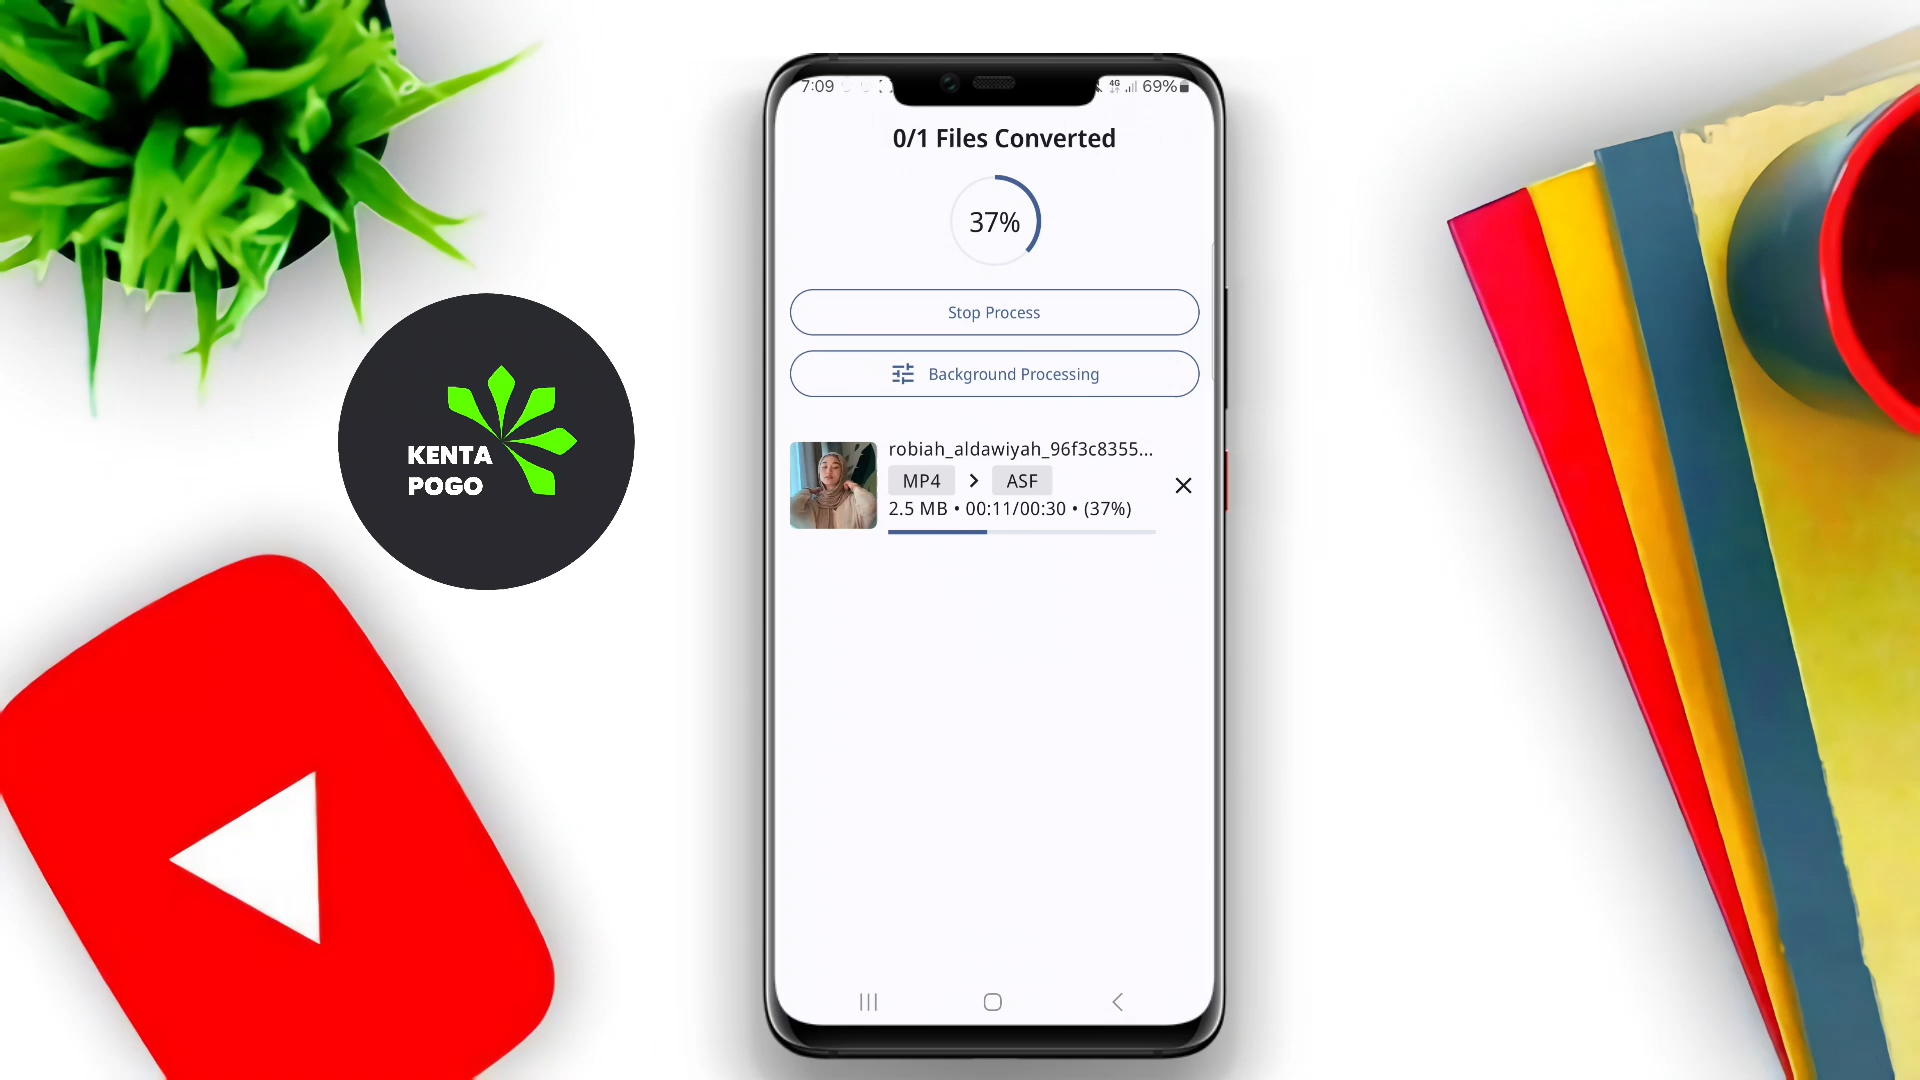 7:09
4G
69%
0/1 Files Converted
37%
Stop Process
Background Processing
robiah_aldawiyah_96f3c8355...
MP4 > ASF
2.5 MB • 00:11/00:30 • (37%)
KENTA
POGO